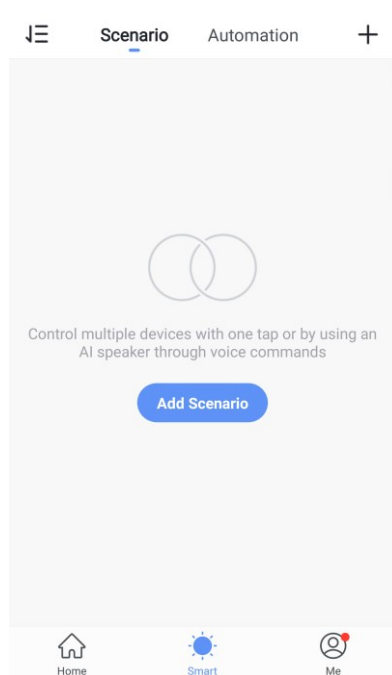 Scenario Automation
Control multiple devices with one tap or by using an
AI speaker through voice commands
Add Scenario
Home Smart Me